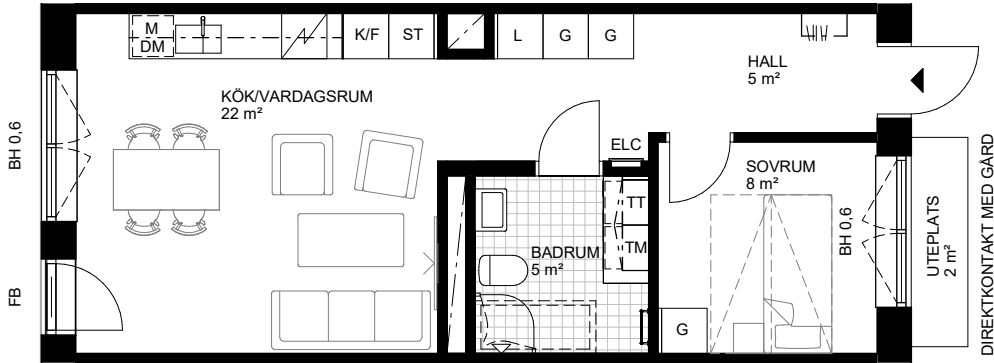 M
DM
K/F
ST
L
G
G
HALL
5 m²
KÖK/VARDAGSRUM
22 m²
BH 0,6
ELC
SOVRUM
8 m²
TT
TM
BADRUM
5 m²
BH 0,6
UTEPLATS
2 m²
DIREKTKONTAKT MED GÅRD
FB
G